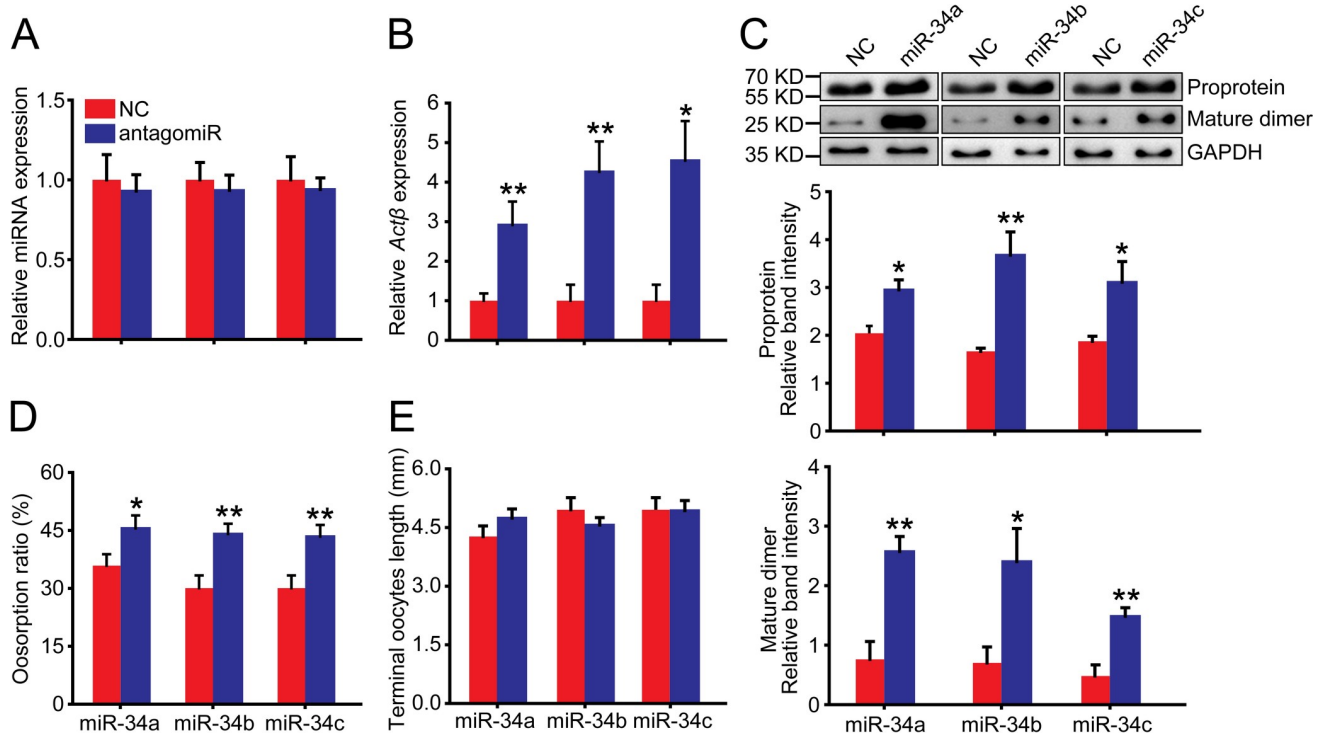 A
Relative miRNA expression
1.5
1.0
0.5
0.0
NC
antagomiR
B
Relative Actβ expression
6
5
4
3
2
1
0
**
**
*
C
NC
miR-34a
NC
miR-34b
NC
miR-34c
70 KD
55 KD
25 KD
35 KD
Proprotein
Mature dimer
GAPDH
Proprotein
Relative band intensity
5
4
3
2
1
0
*
**
*
D
Oosorption ratio (%)
60
45
30
15
0
*
**
**
miR-34a
miR-34b
miR-34c
E
Terminal oocytes length (mm)
6.0
4.5
3.0
1.5
0.0
miR-34a
miR-34b
miR-34c
Mature dimer
Relative band intensity
4
3
2
1
0
**
*
**
miR-34a
miR-34b
miR-34c